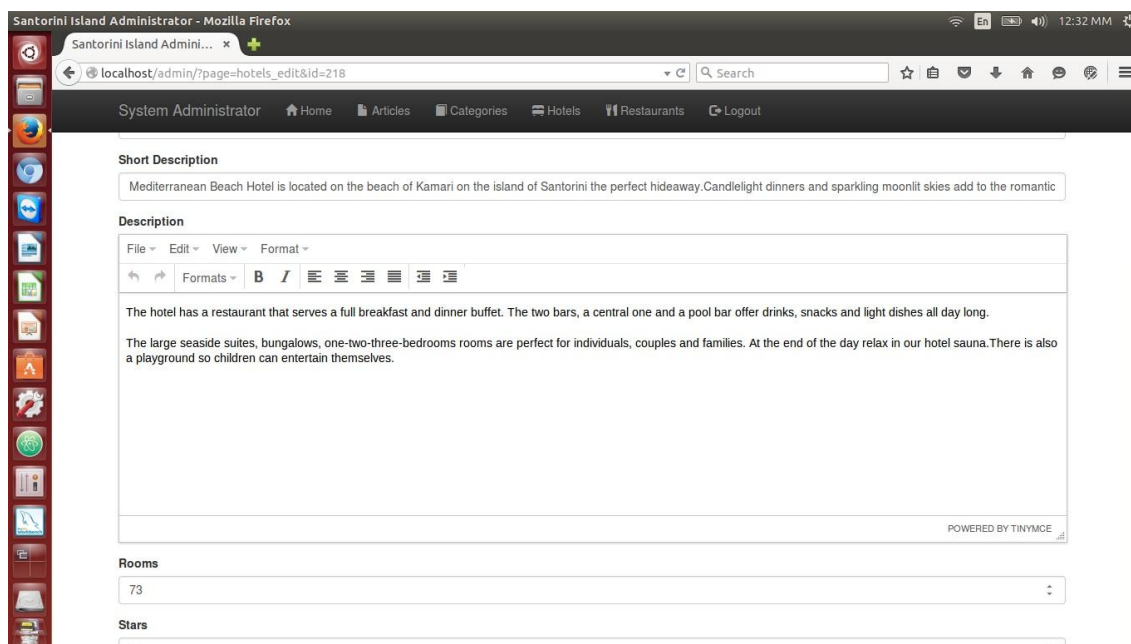 Santorini Island Administrator - Mozilla Firefox
En
12:32 MM
Santorini Island Admini...
localhost/admin/?page=hotels_edit&id=218
Search
System Administrator Home Articles Categories Hotels Restaurants Logout
Short Description
Mediterranean Beach Hotel is located on the beach of Kamari on the island of Santorini the perfect hideaway.Candlelight dinners and sparkling moonlit skies add to the romantic
Description
File Edit View Format
Formats B I
The hotel has a restaurant that serves a full breakfast and dinner buffet. The two bars, a central one and a pool bar offer drinks, snacks and light dishes all day long.
The large seaside suites, bungalows, one-two-three-bedrooms rooms are perfect for individuals, couples and families. At the end of the day relax in our hotel sauna.There is also
a playground so children can entertain themselves.
POWERED BY TINYMCE
Rooms
73
Stars